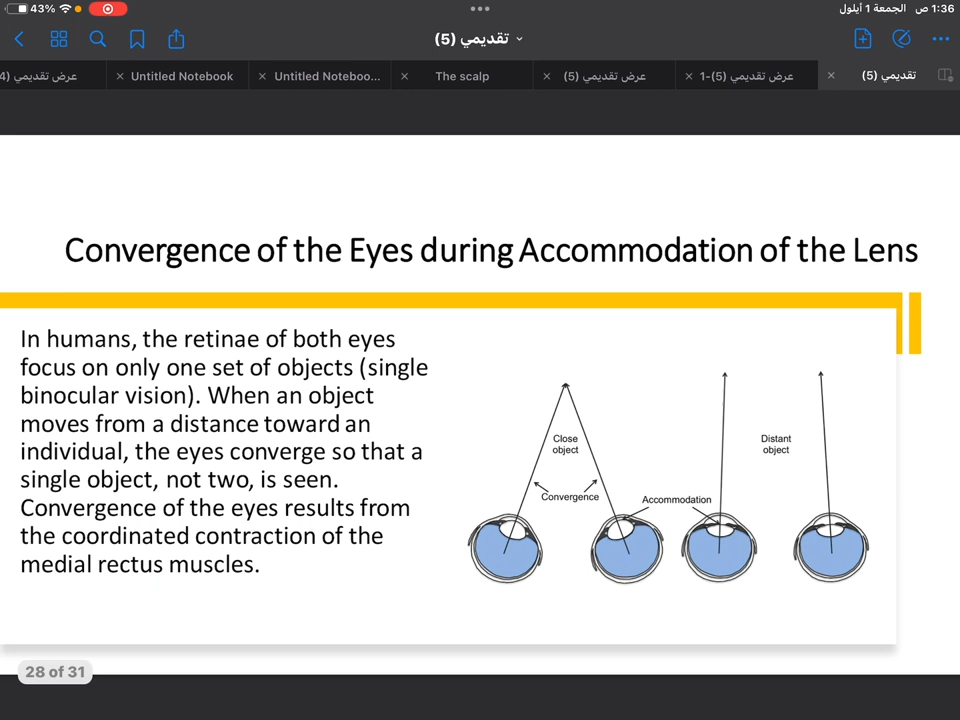 43%
1:36 ص الجمعة 1 أيلول
تقديمي (5)
عرض تقديمي (4
Untitled Notebook
Untitled Noteboo...
The scalp
عرض تقديمي (5)
عرض تقديمي (5)-1
تقديمي (5)
Convergence of the Eyes during Accommodation of the Lens
In humans, the retinae of both eyes
focus on only one set of objects (single
binocular vision). When an object
moves from a distance toward an
individual, the eyes converge so that a
single object, not two, is seen.
Convergence of the eyes results from
the coordinated contraction of the
medial rectus muscles.
Close
object
Convergence
Accommodation
Distant
object
28 of 31